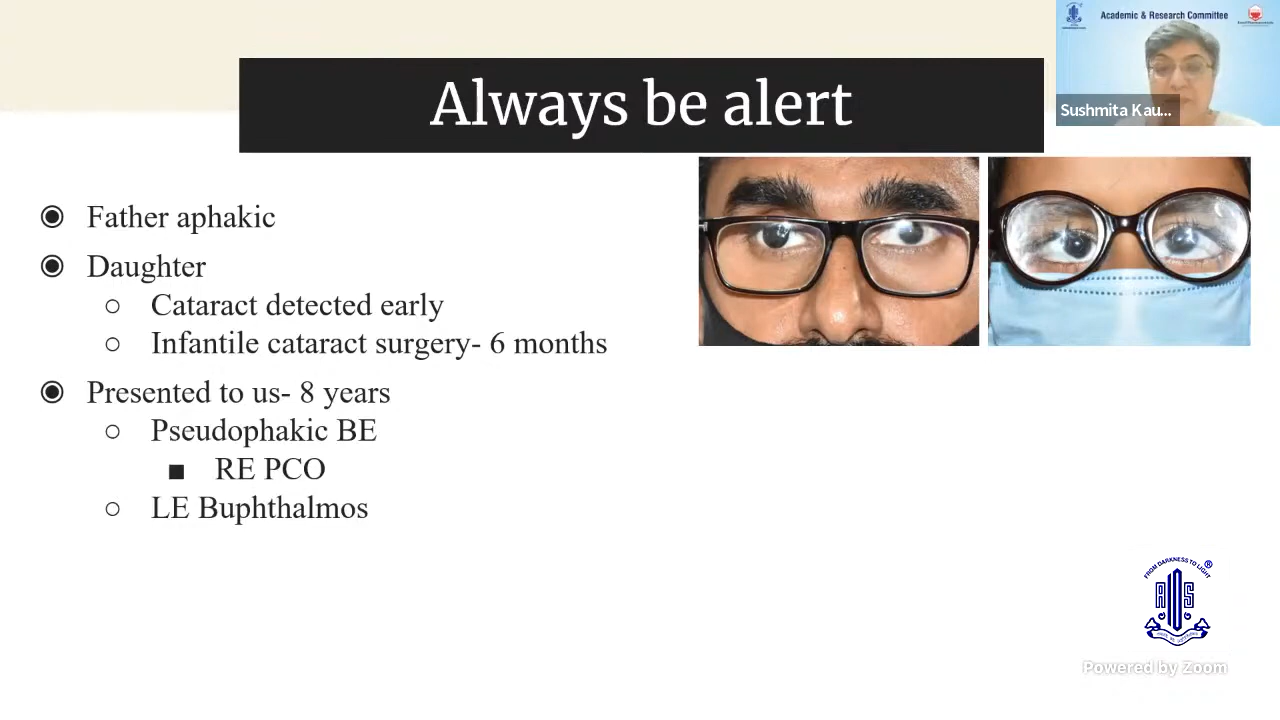 Academic & Research Committee
Sushmita Kau...
Always be alert
Father aphakic
Daughter
Cataract detected early
Infantile cataract surgery- 6 months
Presented to us- 8 years
Pseudophakic BE
RE PCO
LE Buphthalmos
FROM DARKNESS TO LIGHT ®
AIOS
Powered by Zoom